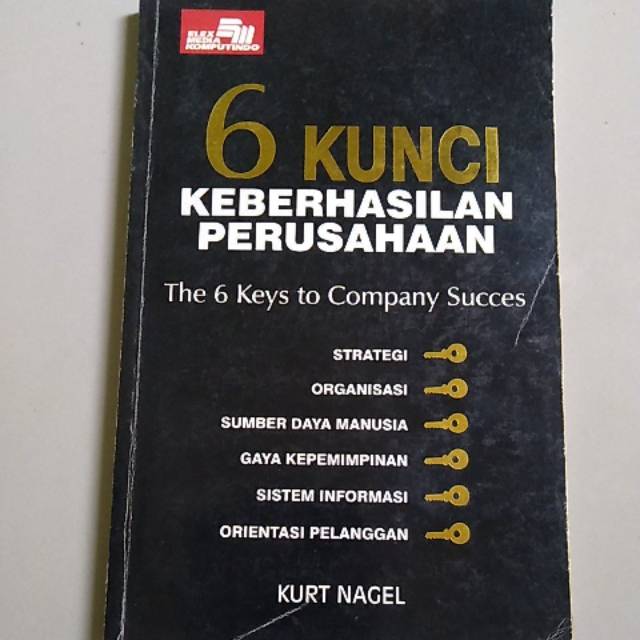 ELEX
MEDIA
KOMPUTINDO
6 KUNCI
KEBERHASILAN
PERUSAHAAN
The 6 Keys to Company Succes
STRATEGI
ORGANISASI
SUMBER DAYA MANUSIA
GAYA KEPEMIMPINAN
SISTEM INFORMASI
ORIENTASI PELANGGAN
KURT NAGEL